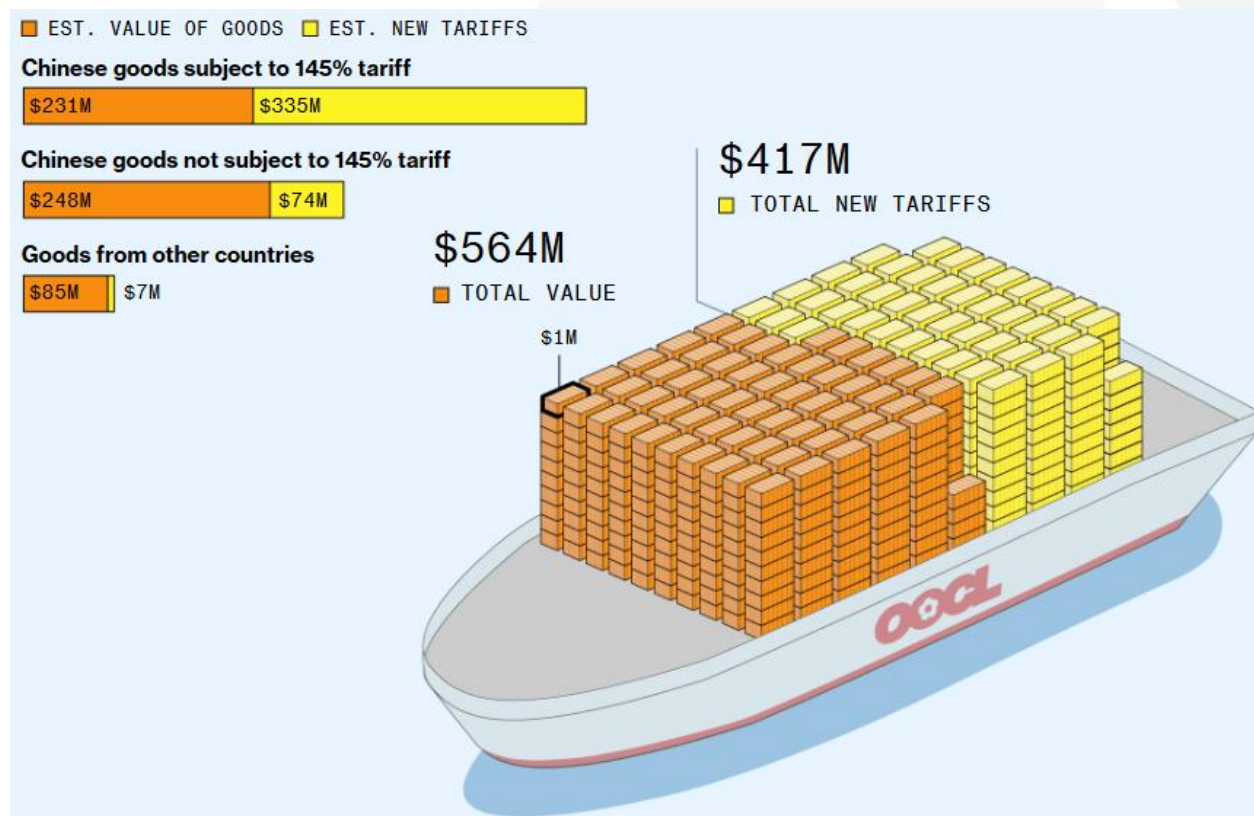 EST. VALUE OF GOODS EST. NEW TARIFFS
Chinese goods subject to 145% tariff
$231M $335M
Chinese goods not subject to 145% tariff
$248M $74M
Goods from other countries
$85M $7M
$564M
TOTAL VALUE
$1M
$417M
TOTAL NEW TARIFFS
OOCL